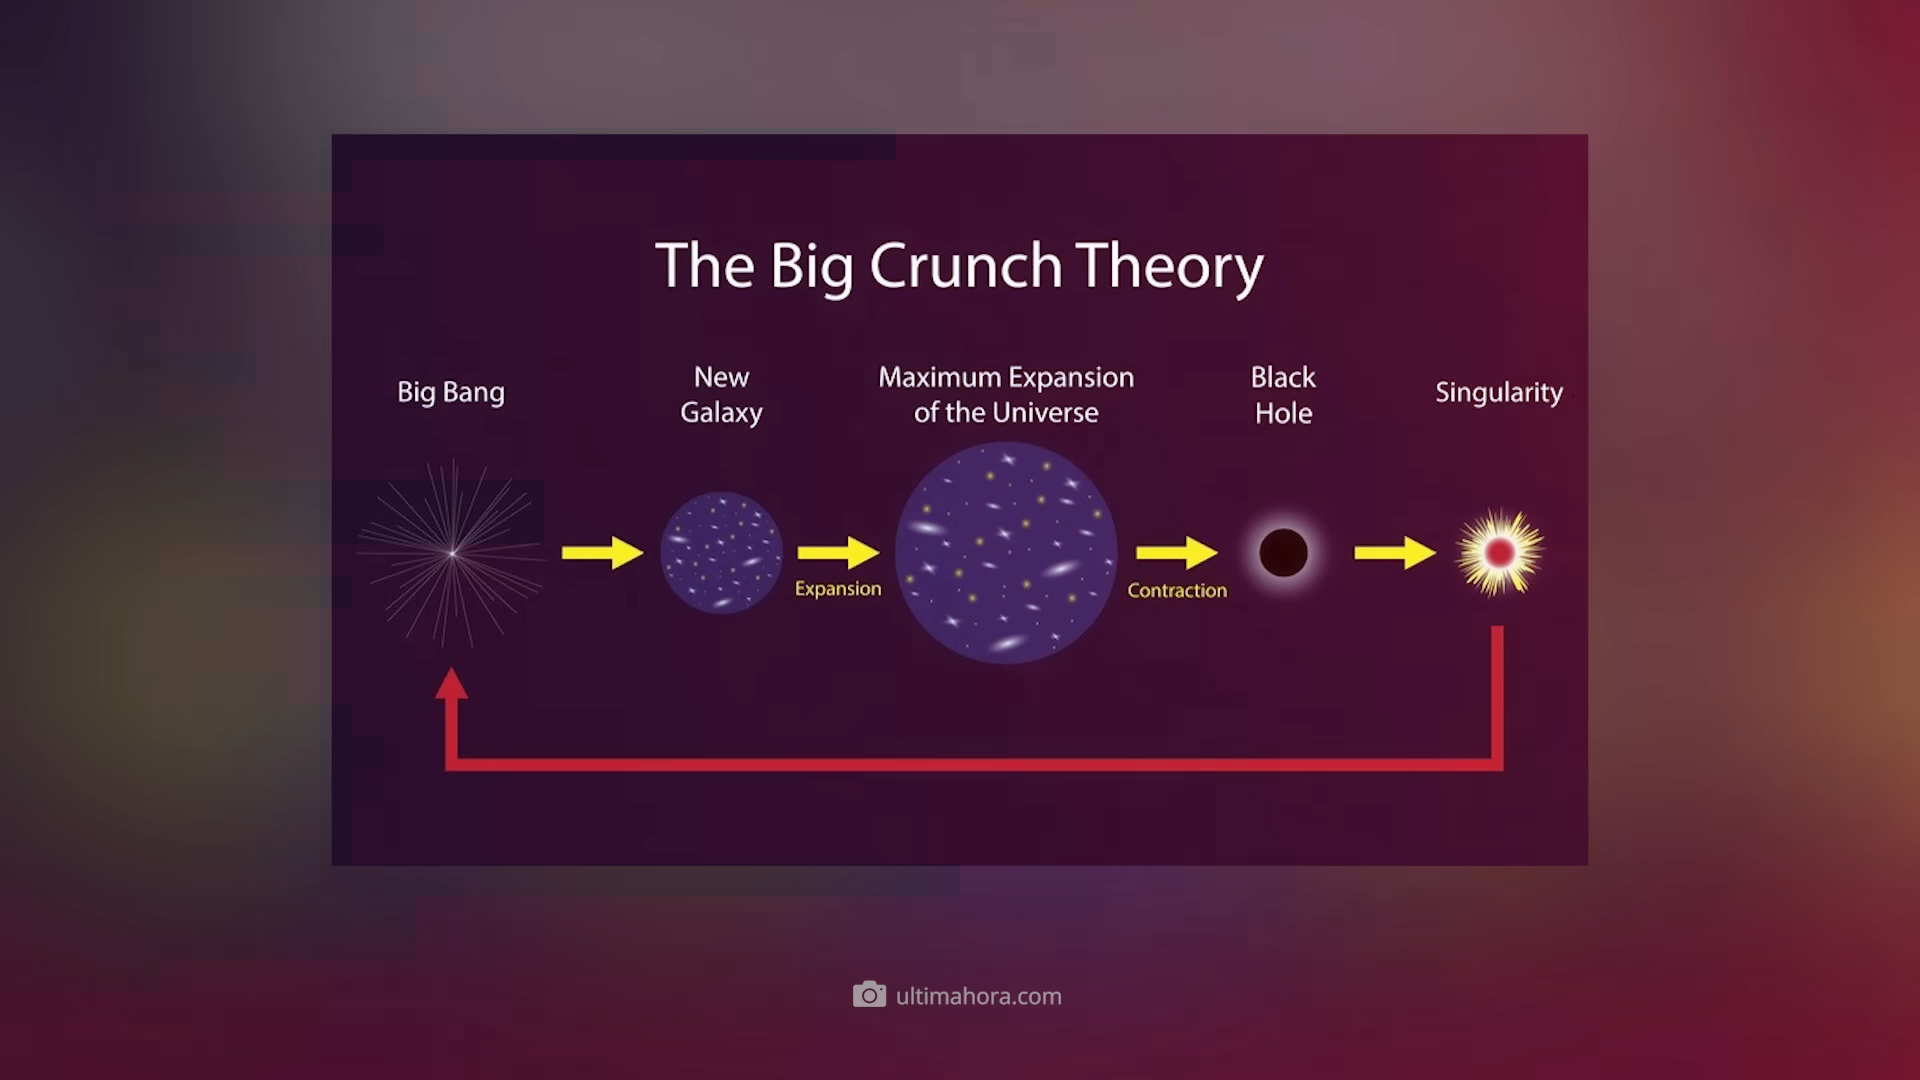 The Big Crunch Theory
Big Bang
New
Galaxy
Maximum Expansion
of the Universe
Black
Hole
Singularity
Expansion
Contraction
ultimahora.com